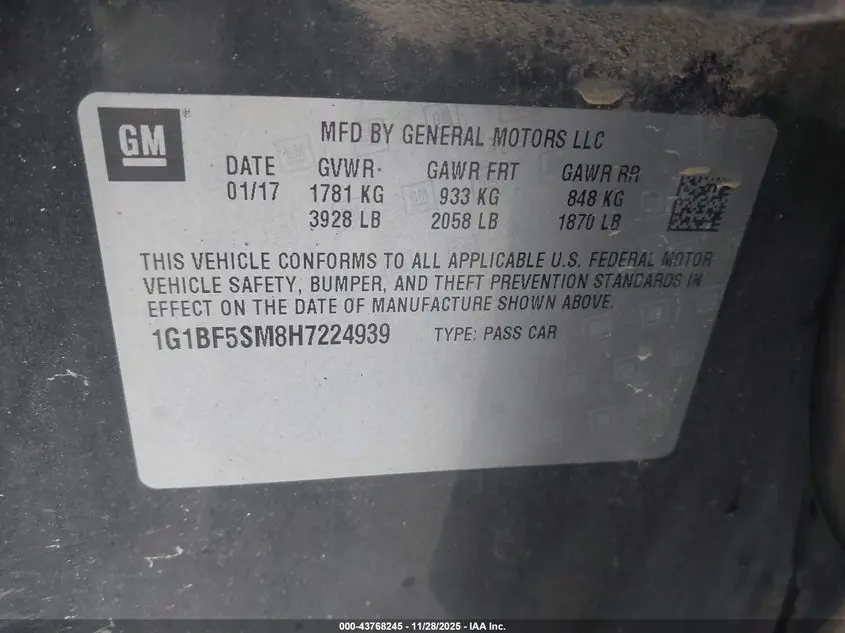 GM
MFD BY GENERAL MOTORS LLC
DATE GVWR GAWR FRT GAWR RR
01/17 1781 KG 933 KG 848 KG
3928 LB 2058 LB 1870 LB
THIS VEHICLE CONFORMS TO ALL APPLICABLE U.S. FEDERAL MOTOR
VEHICLE SAFETY, BUMPER, AND THEFT PREVENTION STANDARDS IN
EFFECT ON THE DATE OF MANUFACTURE SHOWN ABOVE.
1G1BF5SM8H7224939 TYPE: PASS CAR
000-43768245 - 11/28/2025 - IAA Inc.